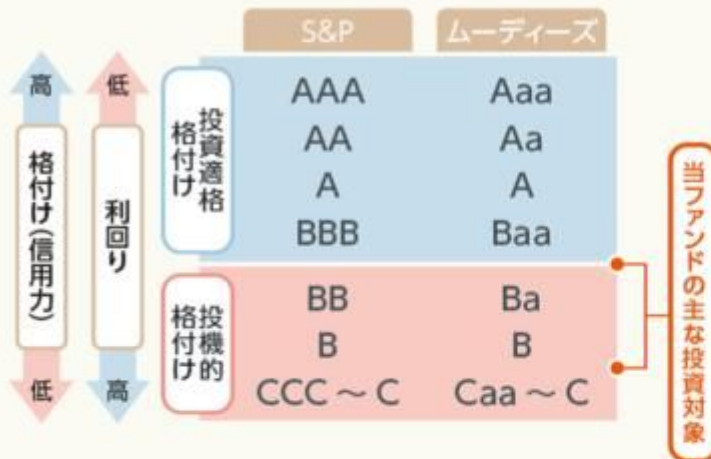 S&P ムーディーズ
高 低
格付け(信用力)
利回り
低 高
投資適格
格付け
AAA Aaa
AA Aa
A A
BBB Baa
投機的
格付け
BB Ba
B B
CCC ~ C Caa ~ C
当ファンドの主な投資対象